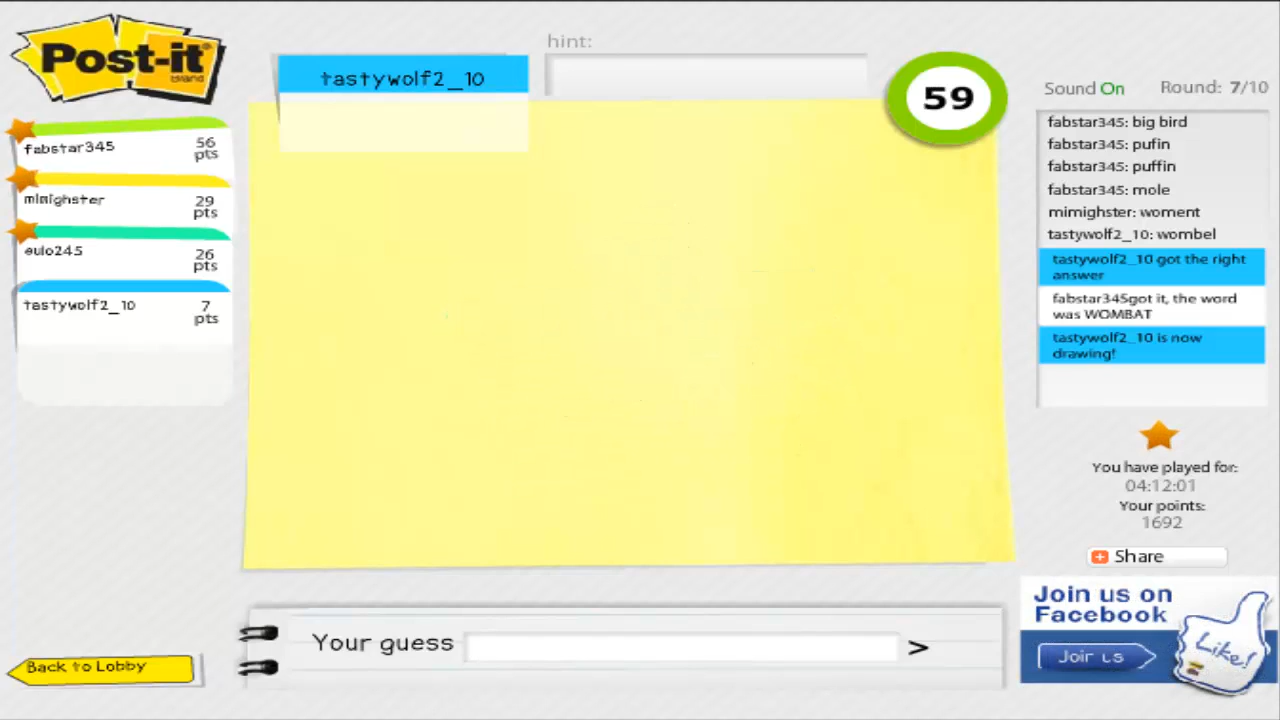 Post-it®
Island
hint:
tastywolf2_10
59
Sound On
Round: 7/10
fabstar345
56
pts
mimighster
29
pts
eulo245
26
pts
tastywolf2_10
7
pts
fabstar345: big bird
fabstar345: pufin
fabstar345: puffin
fabstar345: mole
mimighster: woment
tastywolf2_10: wombel
tastywolf2_10 got the right
answer
fabstar345got it, the word
was WOMBAT
tastywolf2_10 is now
drawing!
You have played for:
04:12:01
Your points:
1692
Share
Join us on
Facebook
Join us
Like!
Your guess
>
Back to Lobby